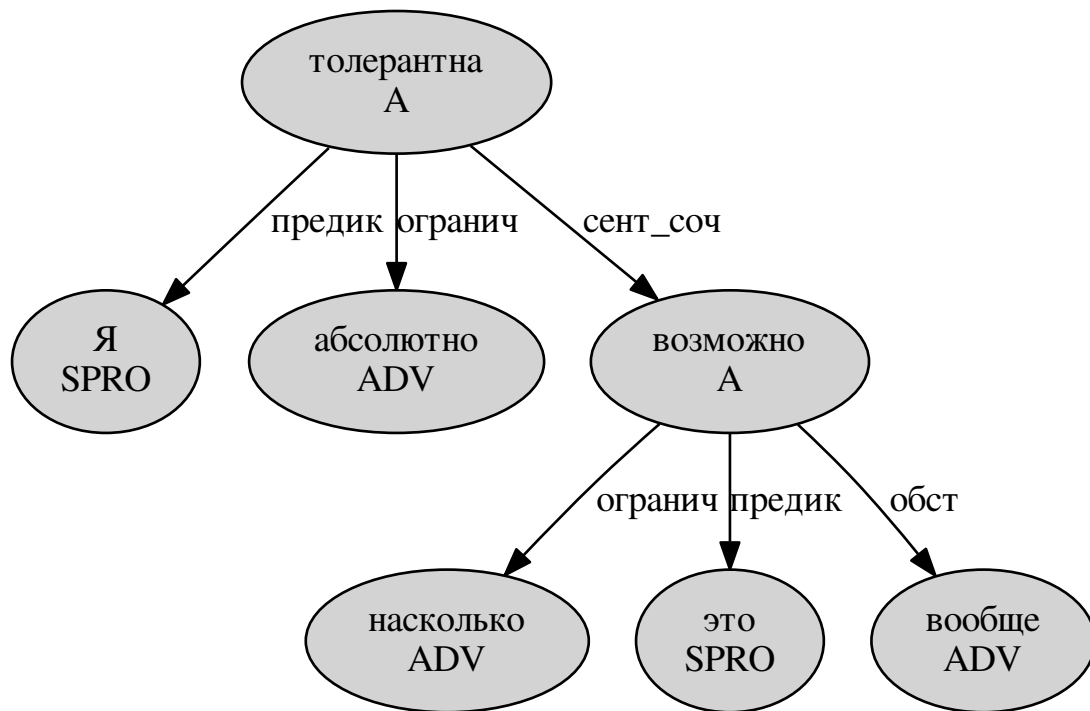 толерантна
A
предик
огранич
сент_соч
Я
SPRO
абсолютно
ADV
возможно
A
огранич
предик
обст
насколько
ADV
это
SPRO
вообще
ADV